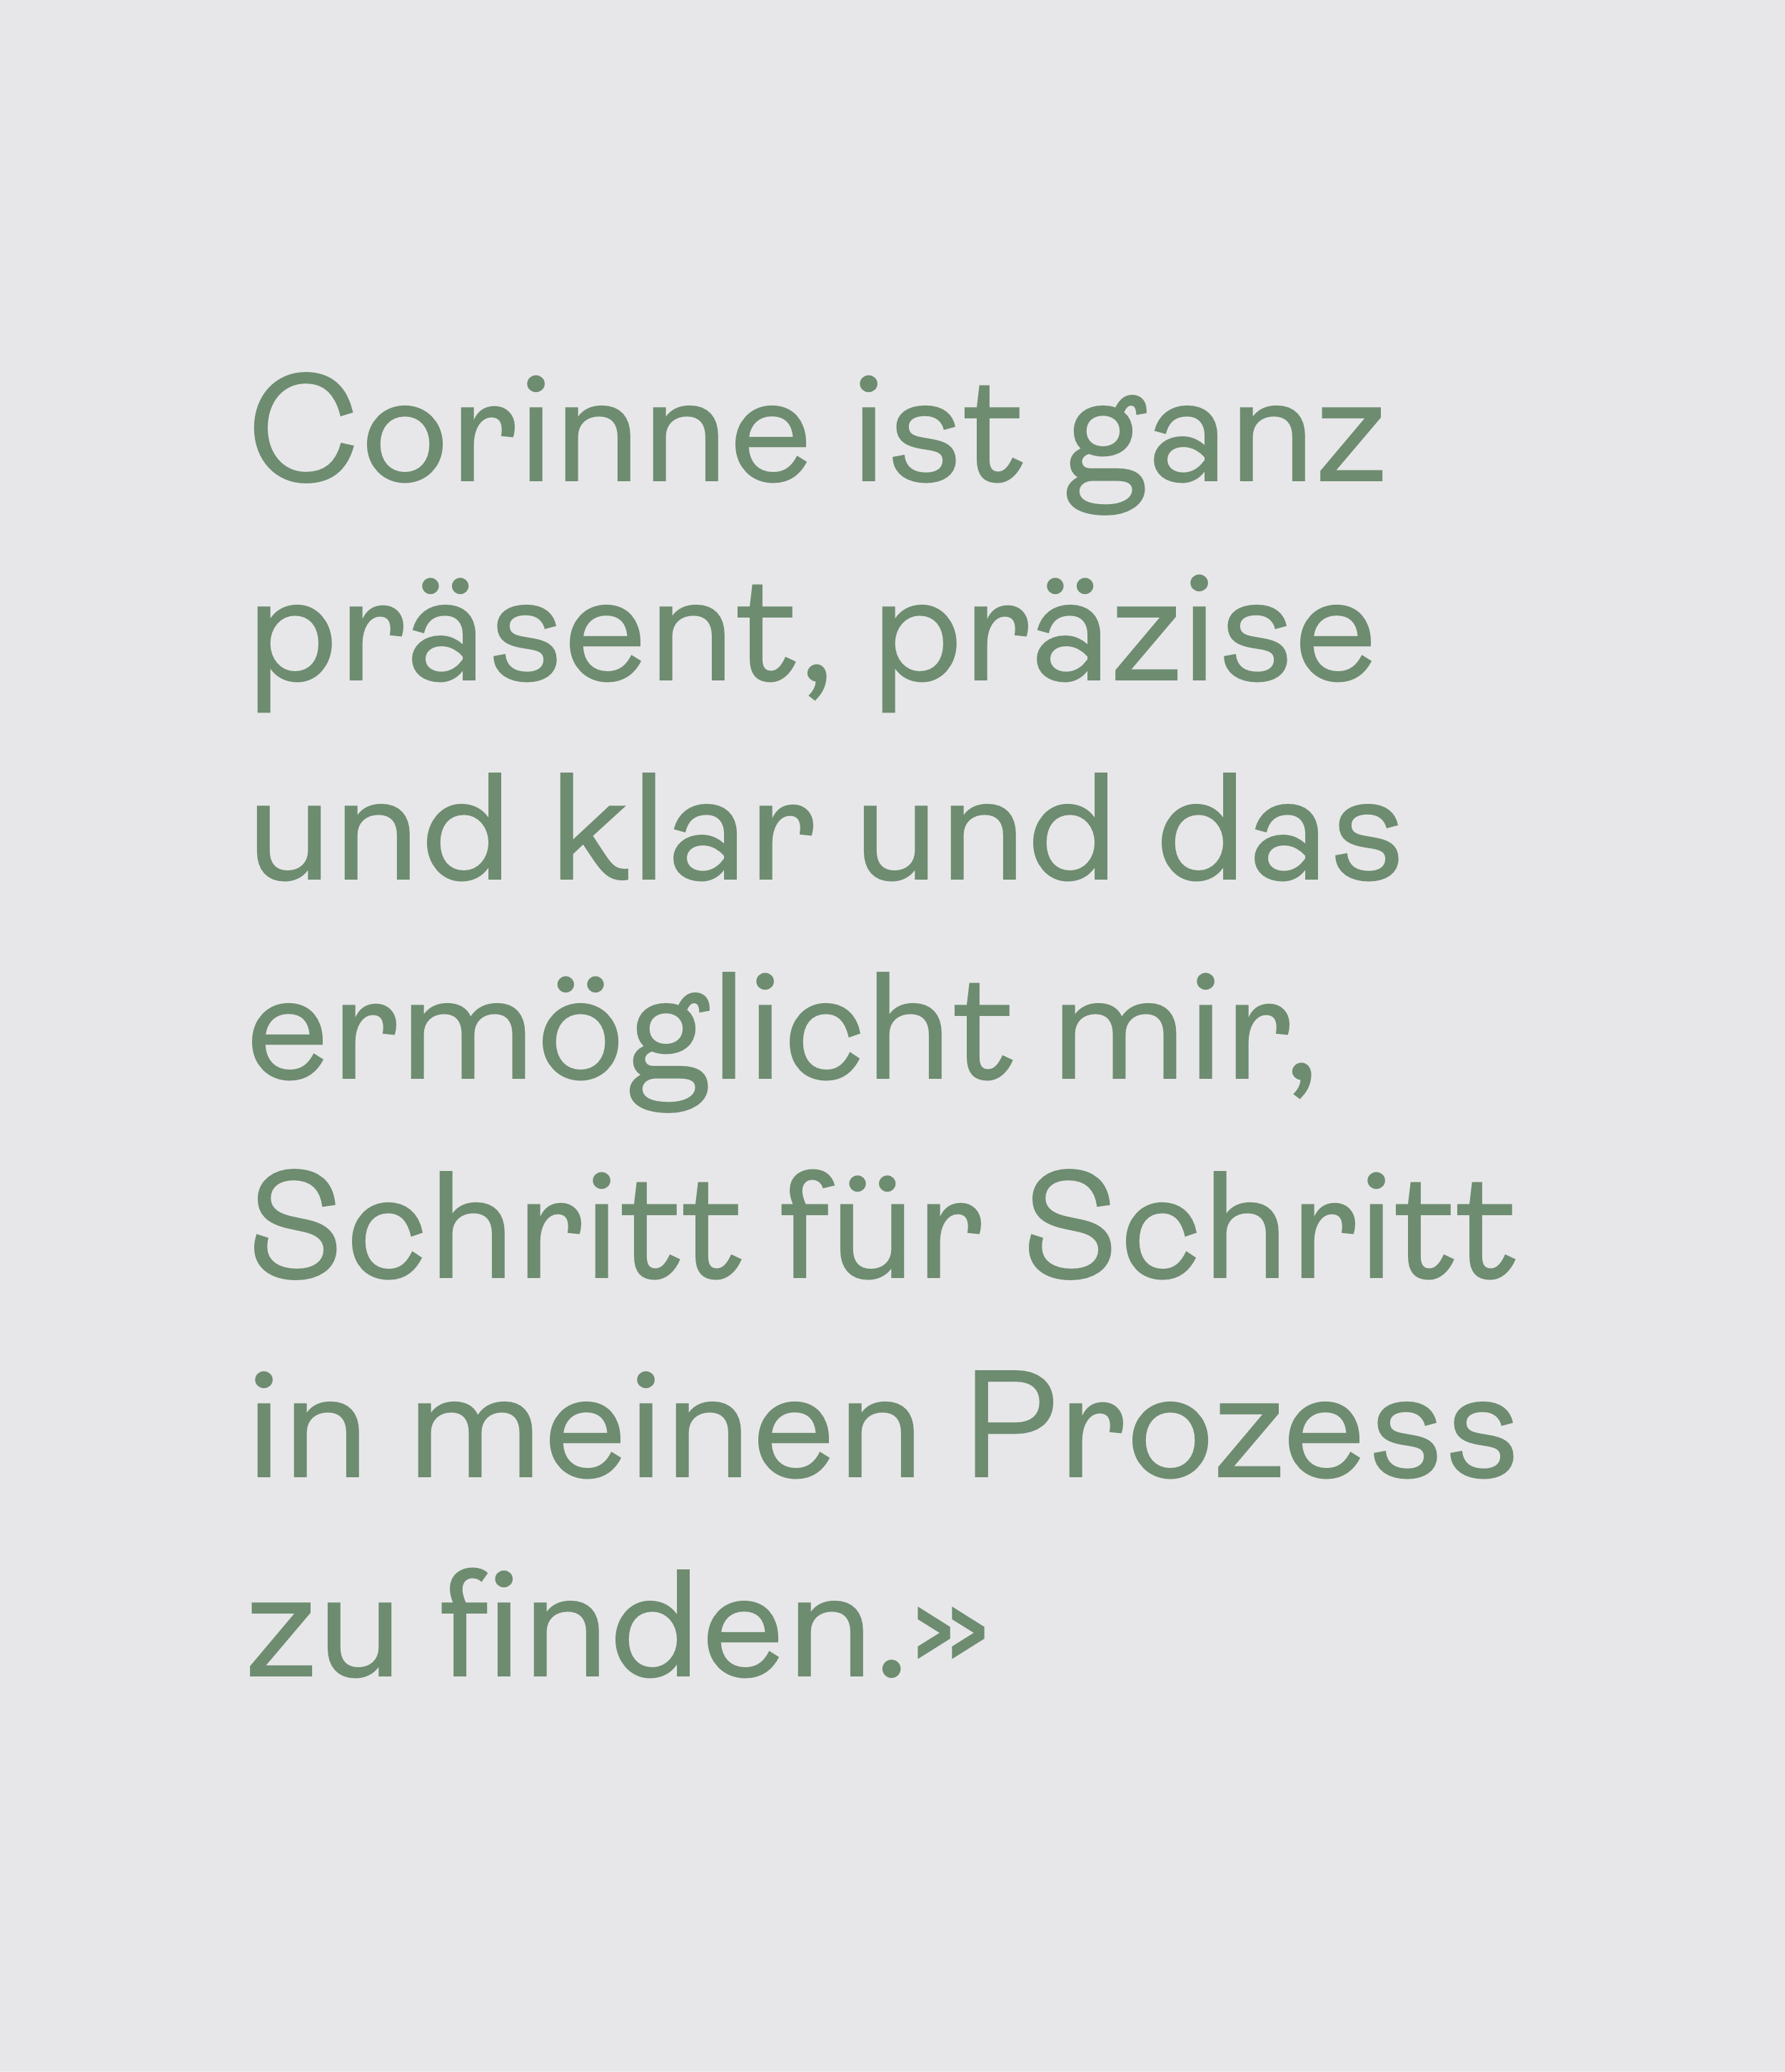 Corinne ist ganz
präsent, präzise
und klar und das
ermöglicht mir,
Schritt für Schritt
in meinen Prozess
zu finden.»